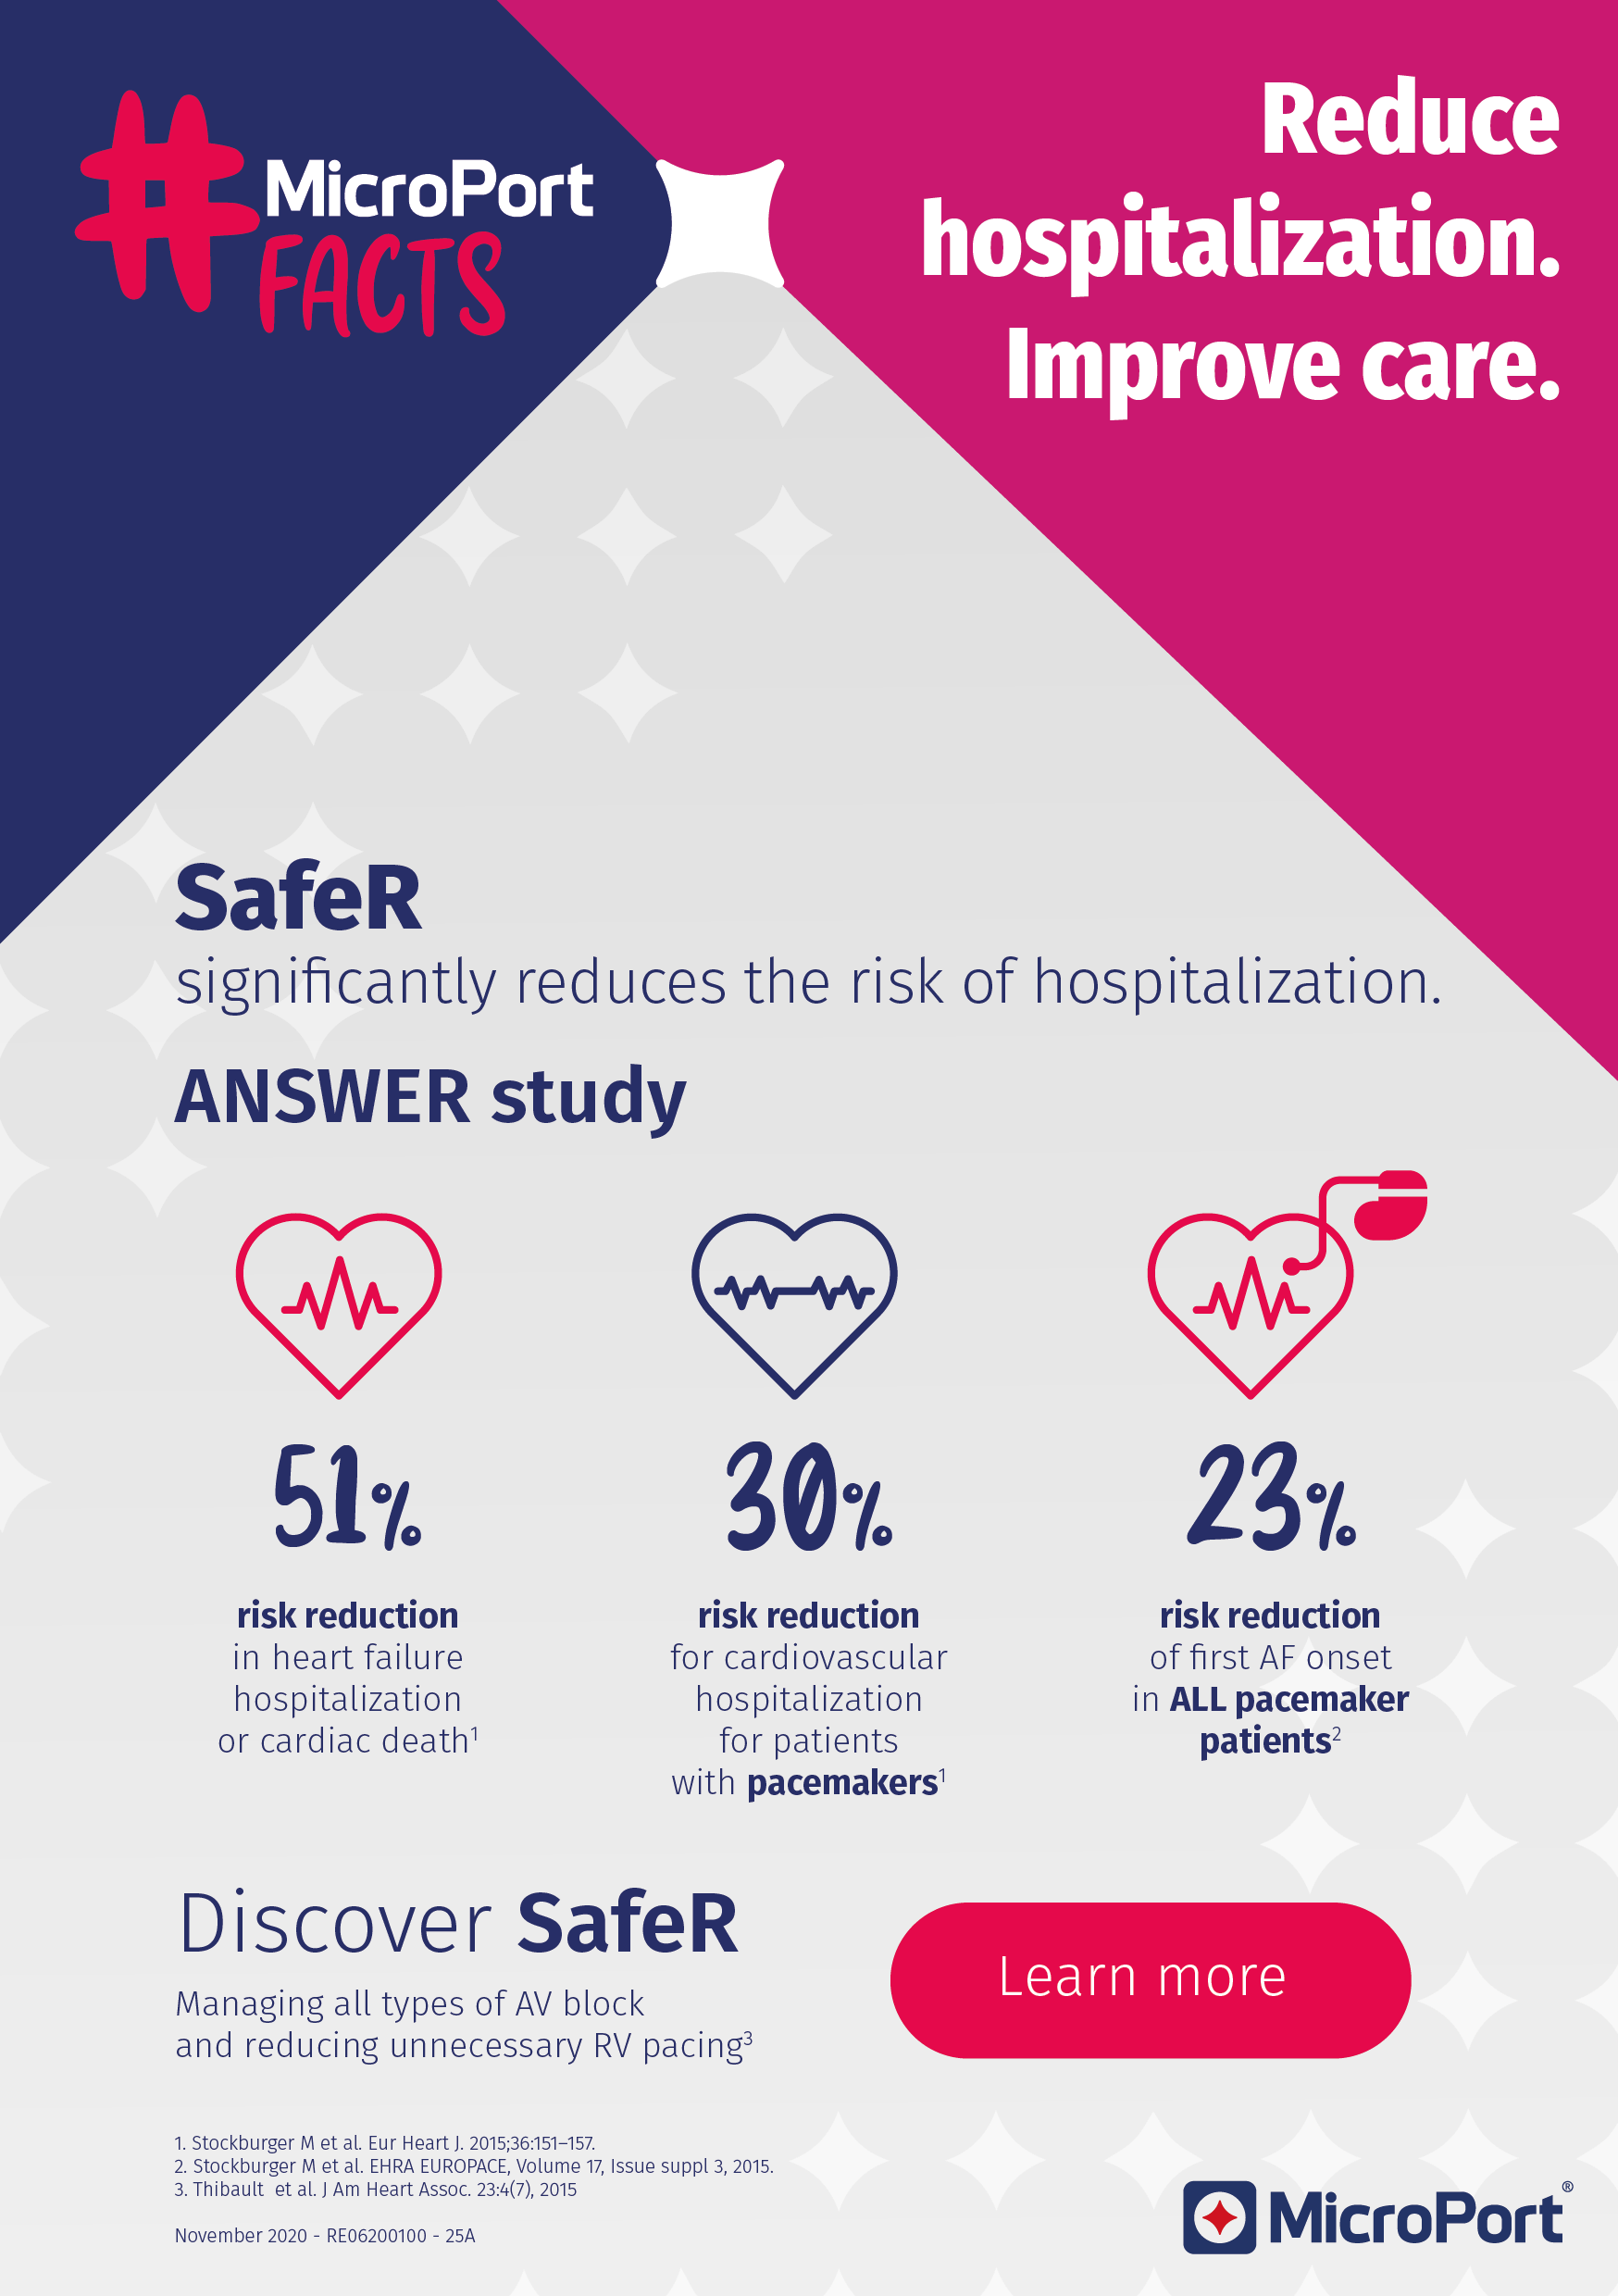 #MicroPort
FACTS
Reduce
hospitalization.
Improve care.
SafeR
significantly reduces the risk of hospitalization.
ANSWER study
51%
risk reduction
in heart failure
hospitalization
or cardiac death¹
30%
risk reduction
for cardiovascular
hospitalization
for patients
with pacemakers¹
23%
risk reduction
of first AF onset
in ALL pacemaker
patients²
Discover SafeR
Managing all types of AV block
and reducing unnecessary RV pacing³
Learn more
1. Stockburger M et al. Eur Heart J. 2015;36:151–157.
2. Stockburger M et al. EHRA EUROPACE, Volume 17, Issue suppl 3, 2015.
3. Thibault et al. J Am Heart Assoc. 23:4(7), 2015
November 2020 - RE06200100 - 25A
MicroPort®